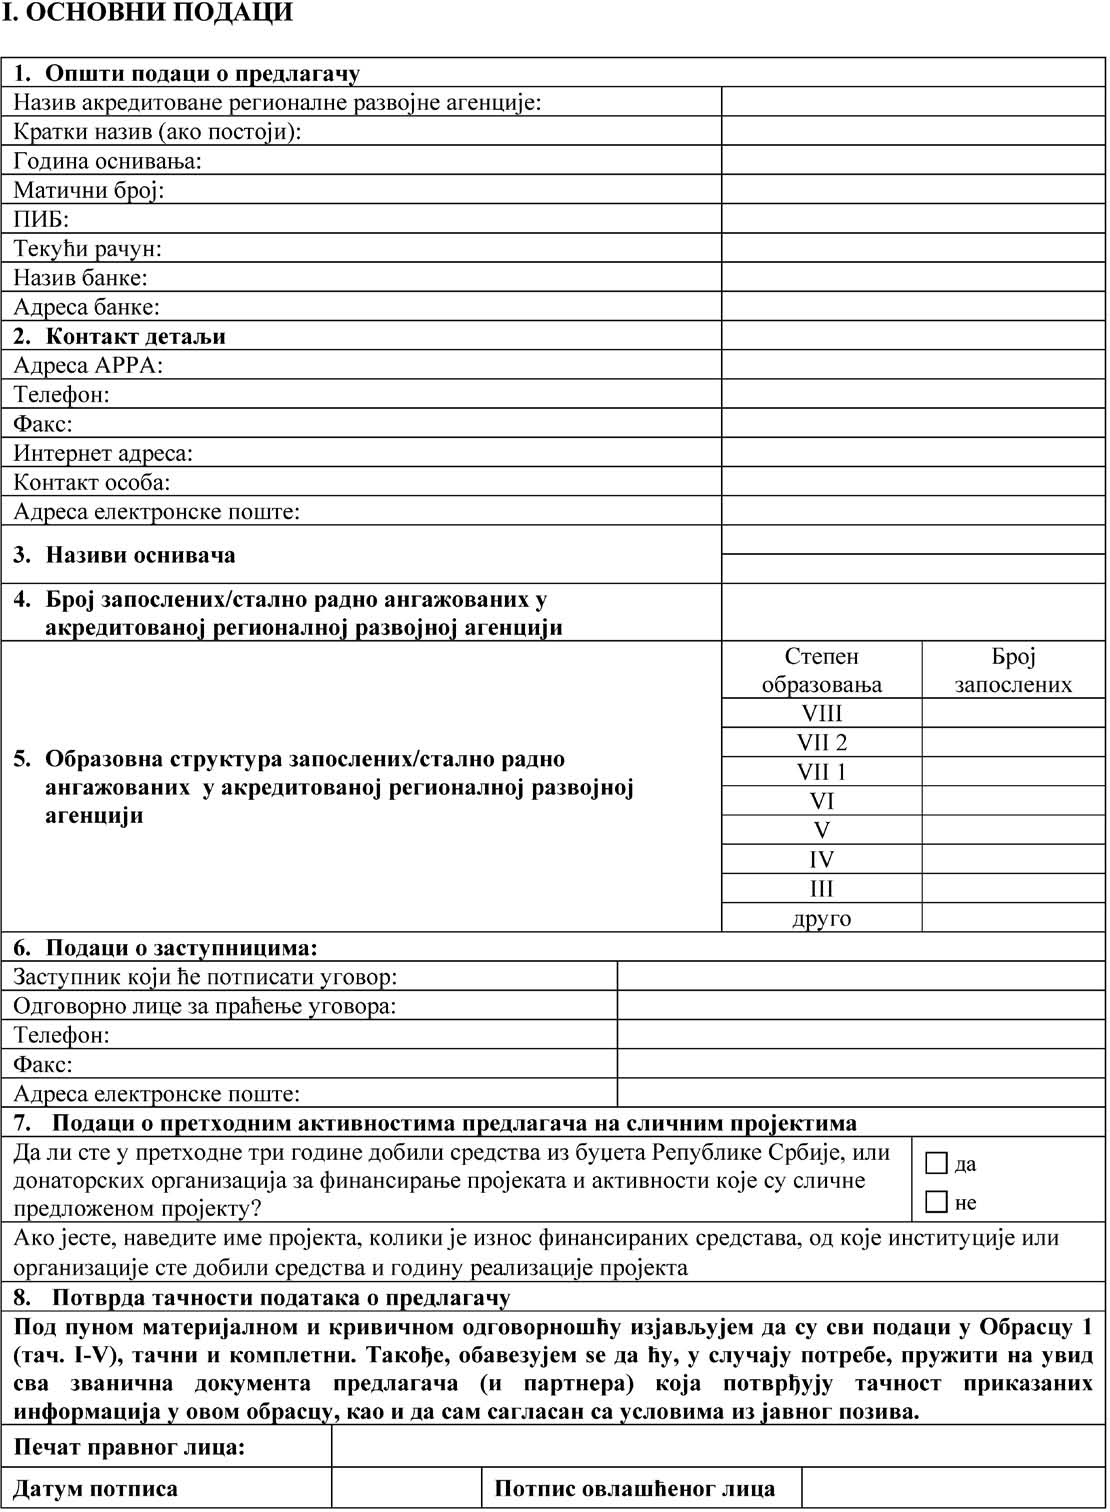 I. ОСНОВНИ ПОДАЦИ
1. Општи подаци о предлагачу
Назив акредитоване регионалне развојне агенције:
Кратки назив (ако постоји):
Година оснивања:
Матични број:
ПИБ:
Текући рачун:
Назив банке:
Адреса банке:
2. Контакт детаљи
Адреса АРРА:
Телефон:
Факс:
Интернет адреса:
Контакт особа:
Адреса електронске поште:
3. Називи оснивача
4. Број запослених/стално радно ангажованих у
акредитованој регионалној развојној агенцији
5. Образовна структура запослених/стално радно
ангажованих у акредитованој регионалној развојној
агенцији
Степен
образовања
Број
запослених
VIII
VII 2
VII 1
VI
V
IV
III
друго
6. Подаци о заступницима:
Заступник који ће потписати уговор:
Одговорно лице за праћење уговора:
Телефон:
Факс:
Адреса електронске поште:
7. Подаци о претходним активностима предлагача на сличним пројектима
Да ли сте у претходне три године добили средства из буџета Републике Србије, или
донаторских организација за финансирање пројеката и активности које су сличне
предложеном пројекту?
да
не
Ако јесте, наведите име пројекта, колики је износ финансираних средстава, од које институције или
организације сте добили средства и годину реализације пројекта
8. Потврда тачности података о предлагачу
Под пуном материјалном и кривичном одговорношћу изјављујем да су сви подаци у Обрасцу 1
(тач. I-V), тачни и комплетни. Такође, обавезујем se да ћу, у случају потребе, пружити на увид
сва званична документа предлагача (и партнера) која потврђују тачност приказаних
информација у овом обрасцу, као и да сам сагласан са условима из јавног позива.
Печат правног лица:
Датум потписа
Потпис овлашћеног лица